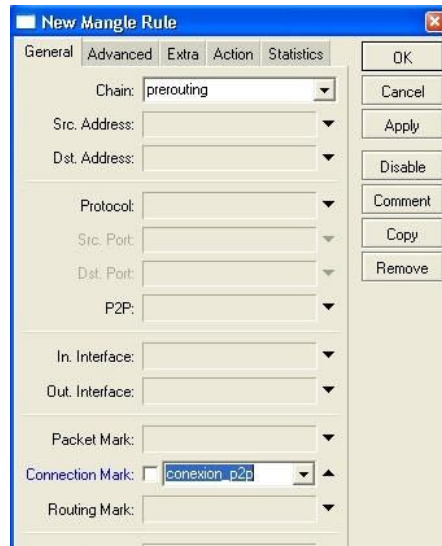 New Mangle Rule
General Advanced Extra Action Statistics
OK
Chain: prerouting
Cancel
Src. Address:
Apply
Dst. Address:
Disable
Protocol:
Comment
Src. Port:
Copy
Dst. Port:
Remove
P2P:
In. Interface:
Out. Interface:
Packet Mark:
Connection Mark: conexion_p2p
Routing Mark: